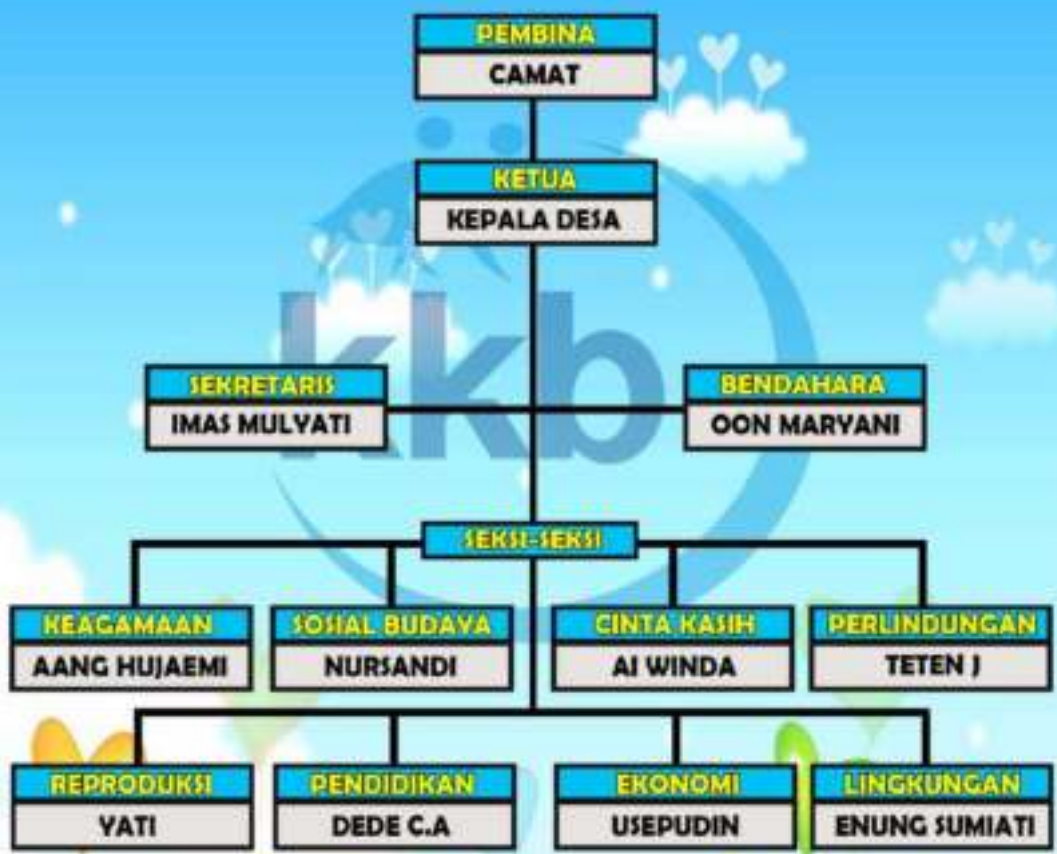 PEMBINA
CAMAT
KETUA
KEPALA DESA
kkb
SEKRETARIS
IMAS MULYATI
BENDAHARA
OON MARYANI
SEKSI-SEKSI
KEAGAMAAN
AANG HUJAEMI
SOSIAL BUDAYA
NURSANDI
CINTA KASIH
AI WINDA
PERLINDUNGAN
TETEN J
REPRODUKSI
YATI
PENDIDIKAN
DEDE C.A
EKONOMI
USEPUDIN
LINGKUNGAN
ENUNG SUMIATI